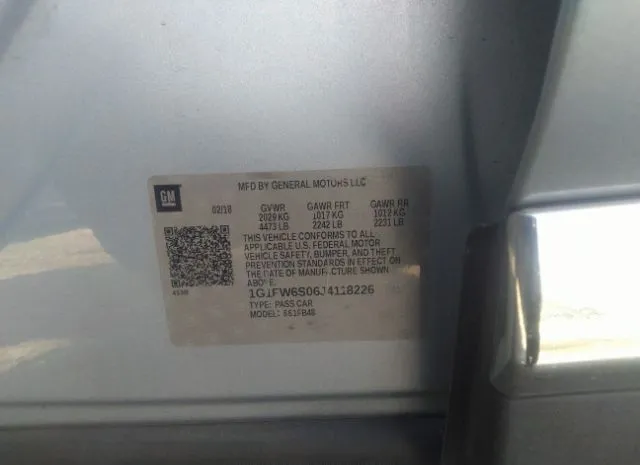 MFD BY GENERAL MOTORS LLC
GM
02/18 GVWR GAWR FRT GAWR RR
2029 KG 1017 KG 1012 KG
4473 LB 2242 LB 2231 LB
THIS VEHICLE CONFORMS TO ALL
APPLICABLE U.S. FEDERAL MOTOR
VEHICLE SAFETY, BUMPER, AND THEFT
PREVENTION STANDARDS IN EFFECT ON
THE DATE OF MANUFACTURE SHOWN
ABOVE.
1G1FW6S06J4118226
TYPE: PASS CAR
MODEL: